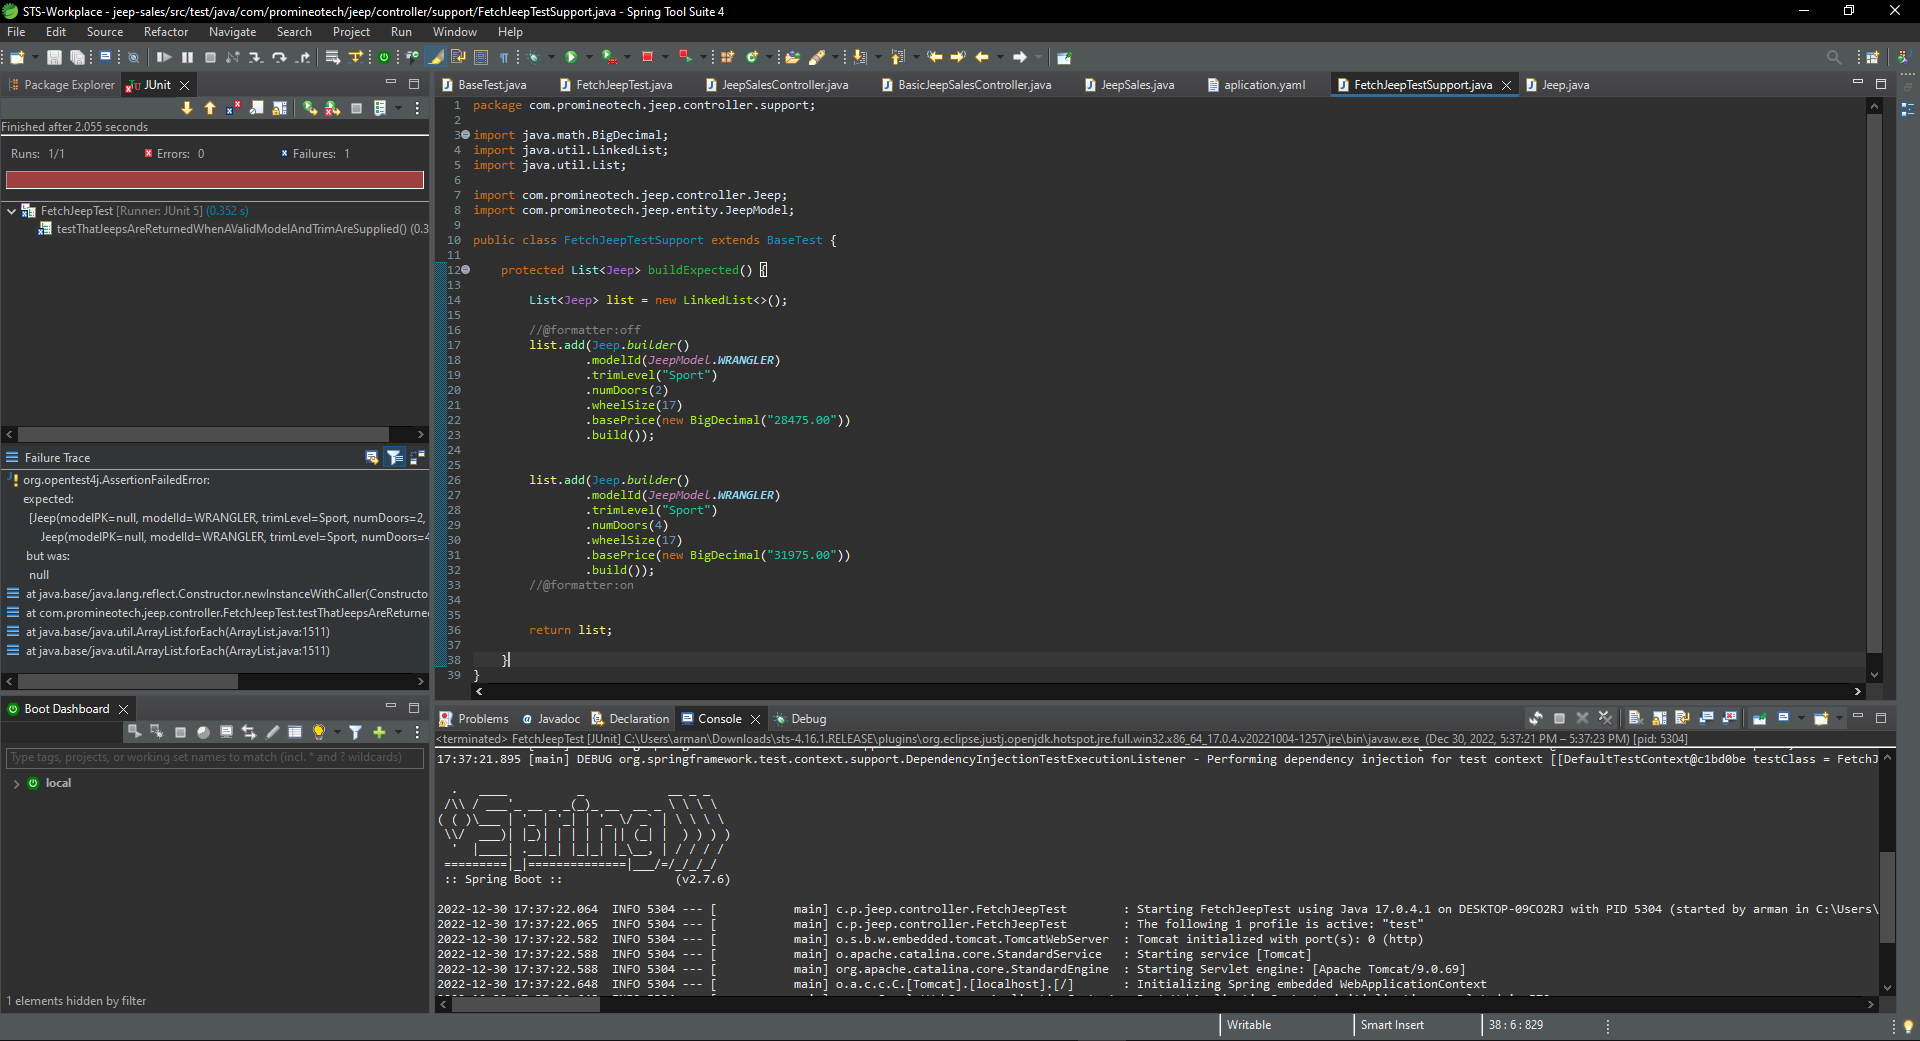 STS-Workplace - jeep-sales/src/test/java/com/promineotech/jeep/controller/support/FetchJeepTestSupport.java - Spring Tool Suite 4
File Edit Source Refactor Navigate Search Project Run Window Help
Package Explorer JUnit
Finished after 2.055 seconds
Runs: 1/1 Errors: 0 Failures: 1
FetchJeepTest [Runner: JUnit 5] (0.352 s)
testThatJeepsAreReturnedWhenAValidModelAndTrimAreSupplied() (0.3
Failure Trace
org.opentest4j.AssertionFailedError:
expected:
[Jeep(modelPK=null, modelId=WRANGLER, trimLevel=Sport, numDoors=2,
Jeep(modelPK=null, modelId=WRANGLER, trimLevel=Sport, numDoors=4
but was:
null
at java.base/java.lang.reflect.Constructor.newInstanceWithCaller(Constructo
at com.promineotech.jeep.controller.FetchJeepTest.testThatJeepsAreReturne
at java.base/java.util.ArrayList.forEach(ArrayList.java:1511)
at java.base/java.util.ArrayList.forEach(ArrayList.java:1511)
Boot Dashboard
Type tags, projects, or working set names to match (incl. * and ? wildcards)
local
1 elements hidden by filter
BaseTest.java FetchJeepTest.java JeepSalesController.java BasicJeepSalesController.java JeepSales.java aplication.yaml FetchJeepTestSupport.java Jeep.java
1 package com.promineotech.jeep.controller.support;
2
3 import java.math.BigDecimal;
4 import java.util.LinkedList;
5 import java.util.List;
6
7 import com.promineotech.jeep.controller.Jeep;
8 import com.promineotech.jeep.entity.JeepModel;
9
10 public class FetchJeepTestSupport extends BaseTest {
11
12 protected List<Jeep> buildExpected() {
13
14 List<Jeep> list = new LinkedList<>();
15
16 //@formatter:off
17 list.add(Jeep.builder()
18 .modelId(JeepModel.WRANGLER)
19 .trimLevel("Sport")
20 .numDoors(2)
21 .wheelSize(17)
22 .basePrice(new BigDecimal("28475.00"))
23 .build());
24
25
26 list.add(Jeep.builder()
27 .modelId(JeepModel.WRANGLER)
28 .trimLevel("Sport")
29 .numDoors(4)
30 .wheelSize(17)
31 .basePrice(new BigDecimal("31975.00"))
32 .build());
33 //@formatter:on
34
35
36 return list;
37
38 }
39 }
Problems Javadoc Declaration Console Debug
<terminated> FetchJeepTest [JUnit] C:\Users\arman\Downloads\sts-4.16.1.RELEASE\plugins\org.eclipse.justj.openjdk.hotspot.jre.full.win32.x86_64_17.0.4.v20221004-1257\jre\bin\javaw.exe (Dec 30, 2022, 5:37:21 PM – 5:37:23 PM) [pid: 5304]
17:37:21.895 [main] DEBUG org.springframework.test.context.support.DependencyInjectionTestExecutionListener - Performing dependency injection for test context [[DefaultTestContext@c1bd0be testClass = FetchJ
:: Spring Boot :: (v2.7.6)
2022-12-30 17:37:22.064 INFO 5304 --- [ main] c.p.jeep.controller.FetchJeepTest : Starting FetchJeepTest using Java 17.0.4.1 on DESKTOP-09CO2RJ with PID 5304 (started by arman in C:\Users\
2022-12-30 17:37:22.065 INFO 5304 --- [ main] c.p.jeep.controller.FetchJeepTest : The following 1 profile is active: "test"
2022-12-30 17:37:22.582 INFO 5304 --- [ main] o.s.b.w.embedded.tomcat.TomcatWebServer : Tomcat initialized with port(s): 0 (http)
2022-12-30 17:37:22.588 INFO 5304 --- [ main] o.apache.catalina.core.StandardService : Starting service [Tomcat]
2022-12-30 17:37:22.588 INFO 5304 --- [ main] org.apache.catalina.core.StandardEngine : Starting Servlet engine: [Apache Tomcat/9.0.69]
2022-12-30 17:37:22.648 INFO 5304 --- [ main] o.a.c.c.C.[Tomcat].[localhost].[/] : Initializing Spring embedded WebApplicationContext
Writable Smart Insert 38 : 6 : 829